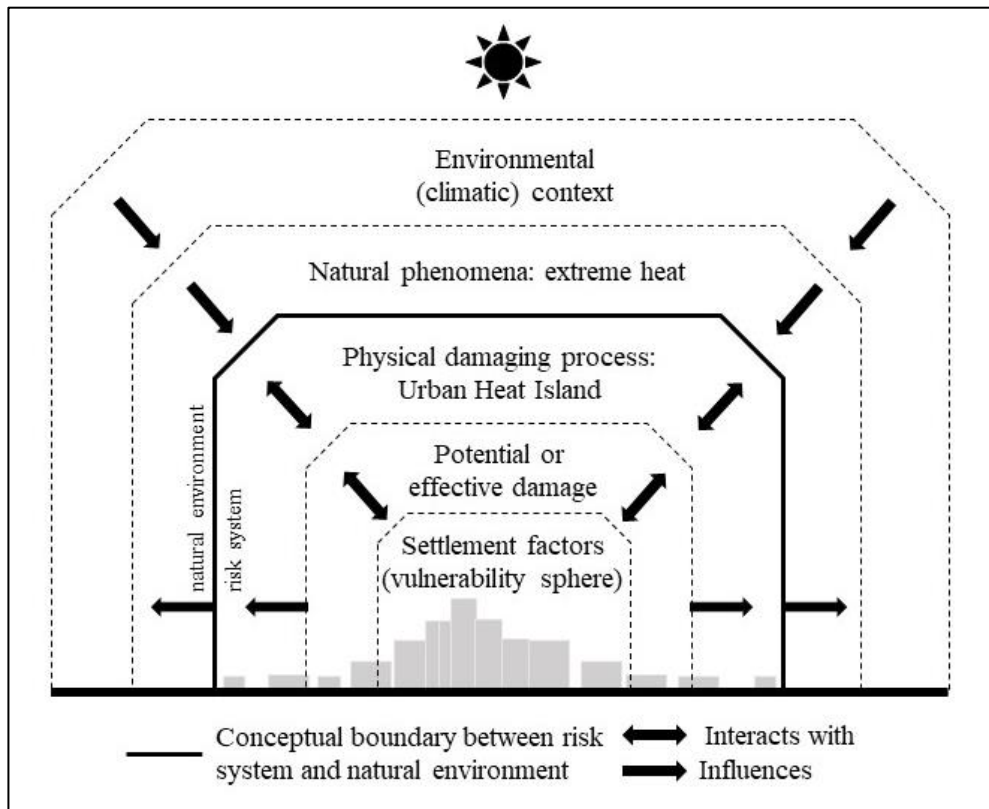 Environmental
(climatic) context
Natural phenomena: extreme heat
Physical damaging process:
Urban Heat Island
natural environment
risk system
Potential or
effective damage
Settlement factors
(vulnerability sphere)
Conceptual boundary between risk
system and natural environment
Interacts with
Influences